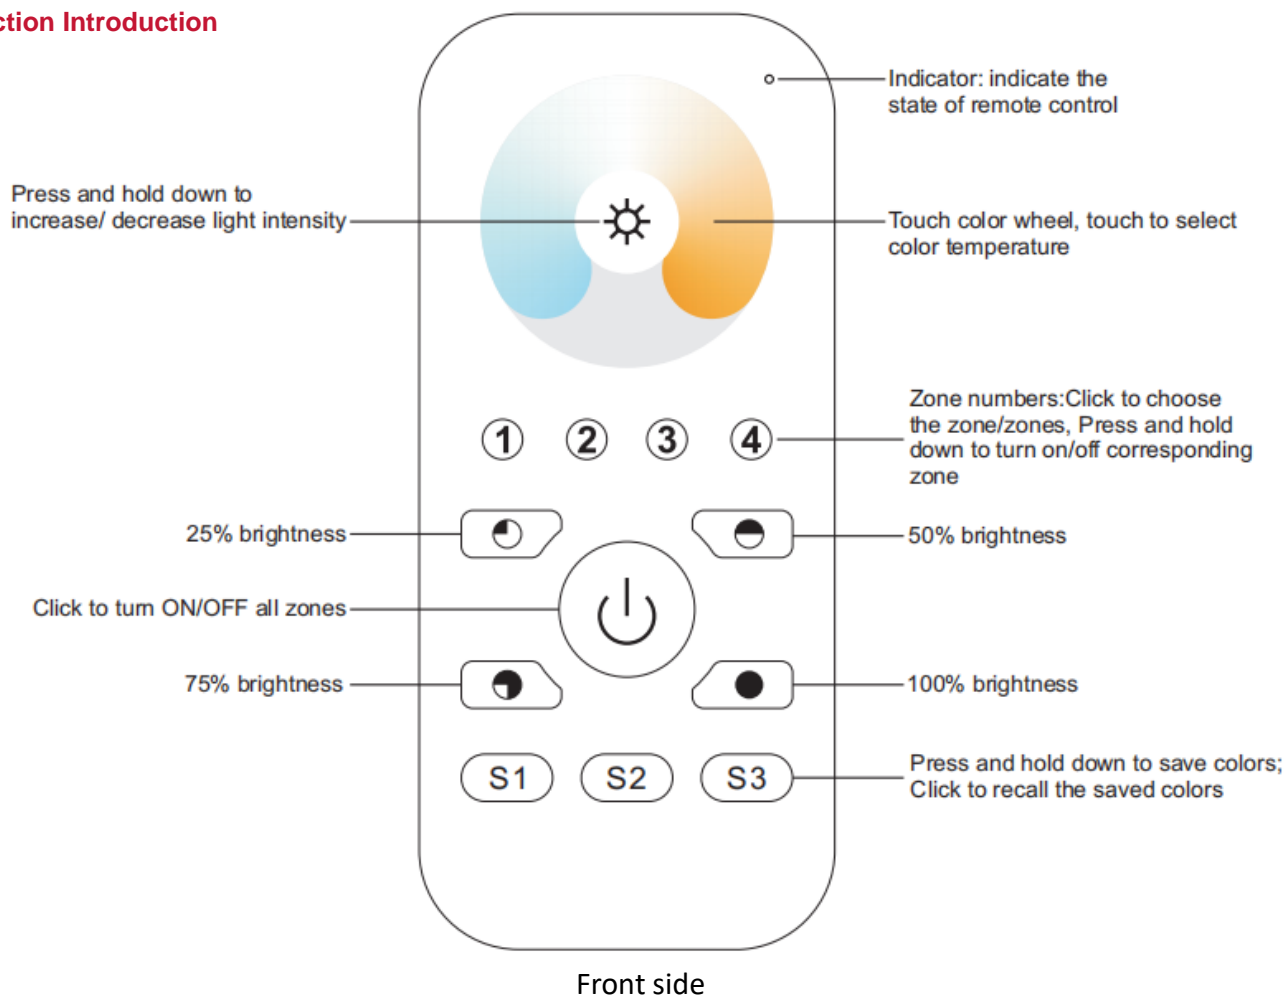 ction Introduction
Indicator: indicate the
state of remote control
Press and hold down to
increase/ decrease light intensity
Touch color wheel, touch to select
color temperature
Zone numbers:Click to choose
the zone/zones, Press and hold
down to turn on/off corresponding
zone
1 2 3 4
25% brightness
50% brightness
Click to turn ON/OFF all zones
75% brightness
100% brightness
S1 S2 S3
Press and hold down to save colors;
Click to recall the saved colors
Front side